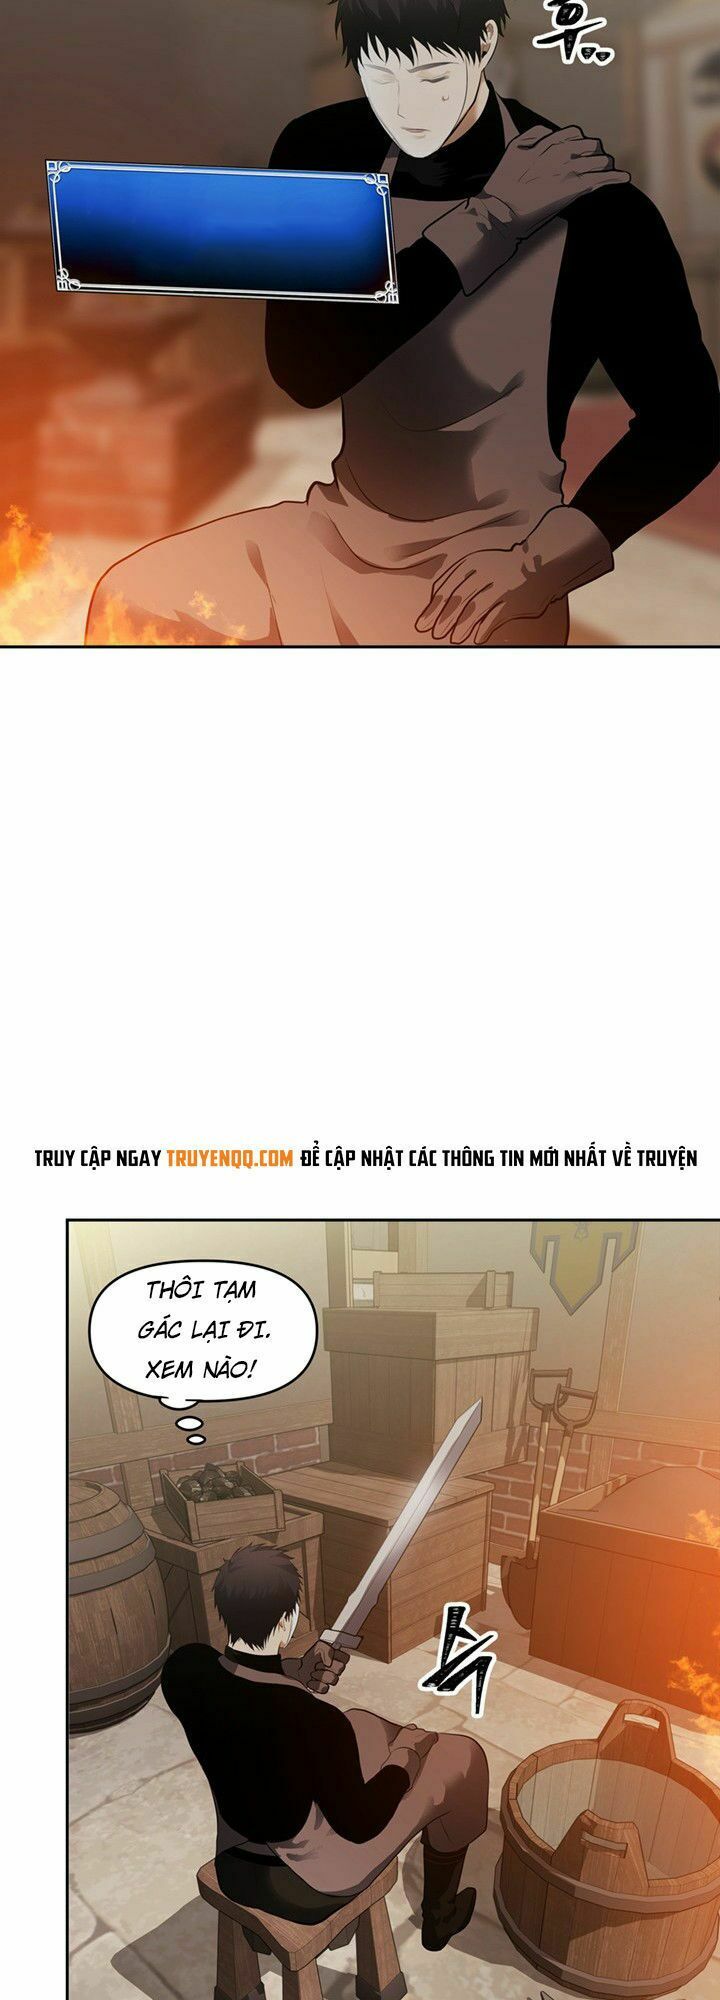 후..
TRUY CẬP NGAY TRUYENQQ.COM ĐỂ CẬP NHẬT CÁC THÔNG TIN MỚI NHẤT VỀ TRUYỆN
THÔI TẠM
GÁC LẠI ĐI.
XEM NÀO!